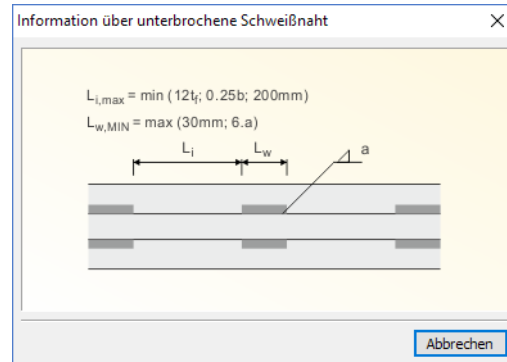 Information über unterbrochene Schweißnaht
Li,max = min (12tf; 0.25b; 200mm)
Lw,MIN = max (30mm; 6.a)
Li Lw a
Abbrechen